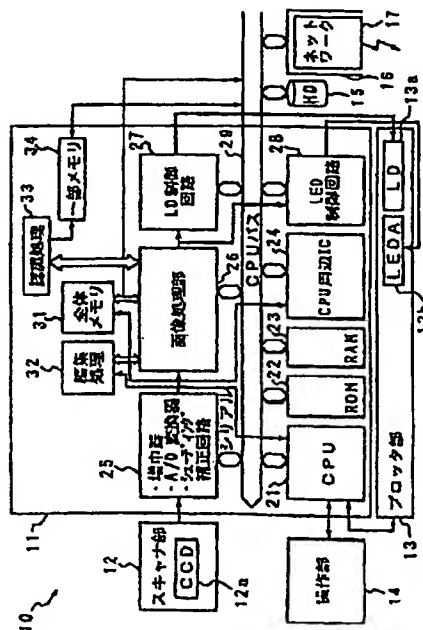 10
11
33
認識処理
34
一部メモリ
31
全体
メモリ
32
編集
処理
25
・増巾器
・A/D変換器
・シェーディング
補正回路
12
スキャナ部
CCD
12a
画像処理部
26
27
LD制御
回路
シリアル
29
CPUバス
15
HD
16
17
ネット
ワーク
21
CPU
22
ROM
23
RAM
24
CPU周辺IC
28
LED
制御回路
14
操作部
13
プロッタ部
LEDA
LD
13a